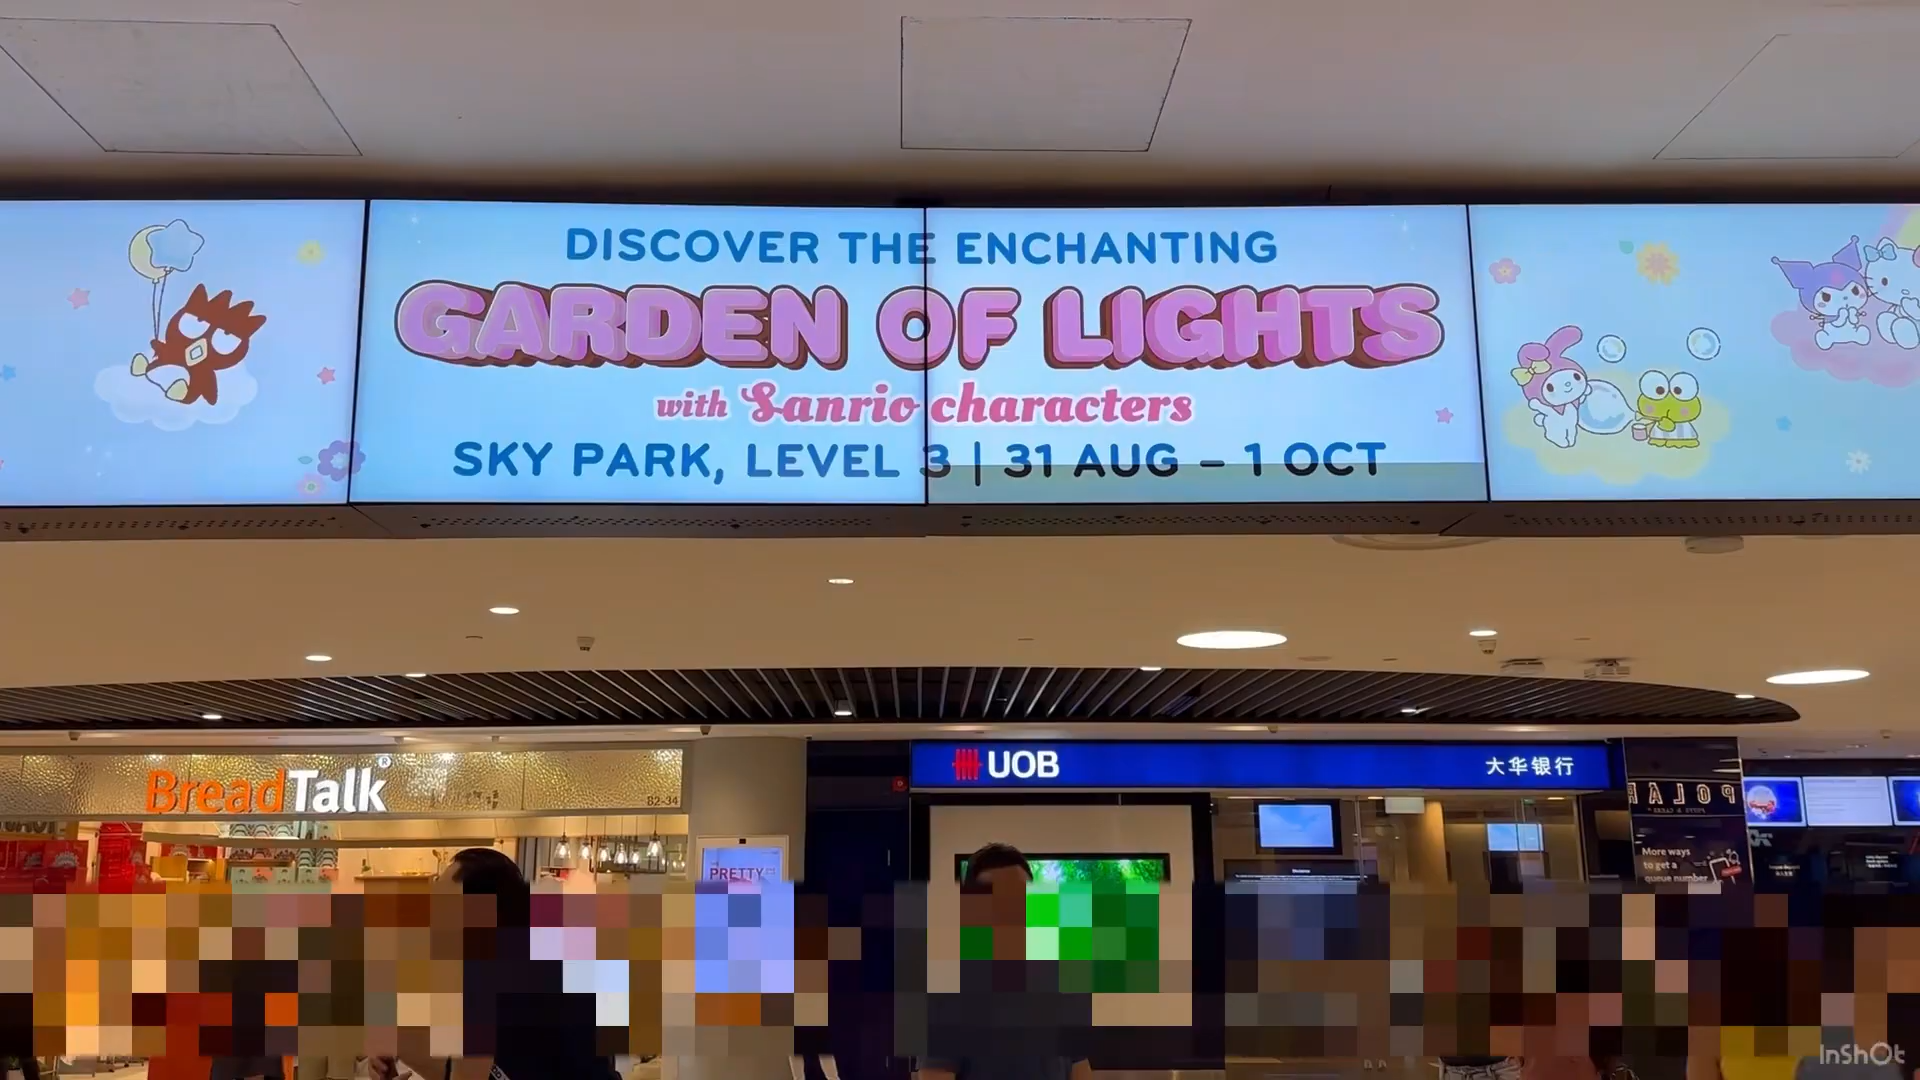 DISCOVER THE ENCHANTING
GARDEN OF LIGHTS
with Sanrio characters
SKY PARK, LEVEL 3 | 31 AUG – 1 OCT
BreadTalk®
B2-34
UOB
大华银行
POLAR
More ways
to get a
queue number
PRETTY
InShOt